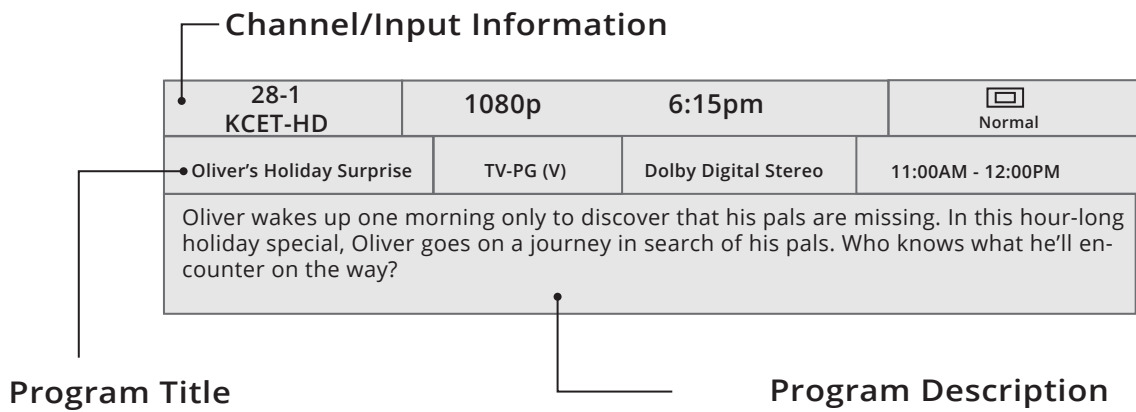 Channel/Input Information
28-1
KCET-HD
1080p
6:15pm
Normal
Oliver’s Holiday Surprise
TV-PG (V)
Dolby Digital Stereo
11:00AM - 12:00PM
Oliver wakes up one morning only to discover that his pals are missing. In this hour-long
holiday special, Oliver goes on a journey in search of his pals. Who knows what he’ll en-
counter on the way?
Program Title
Program Description